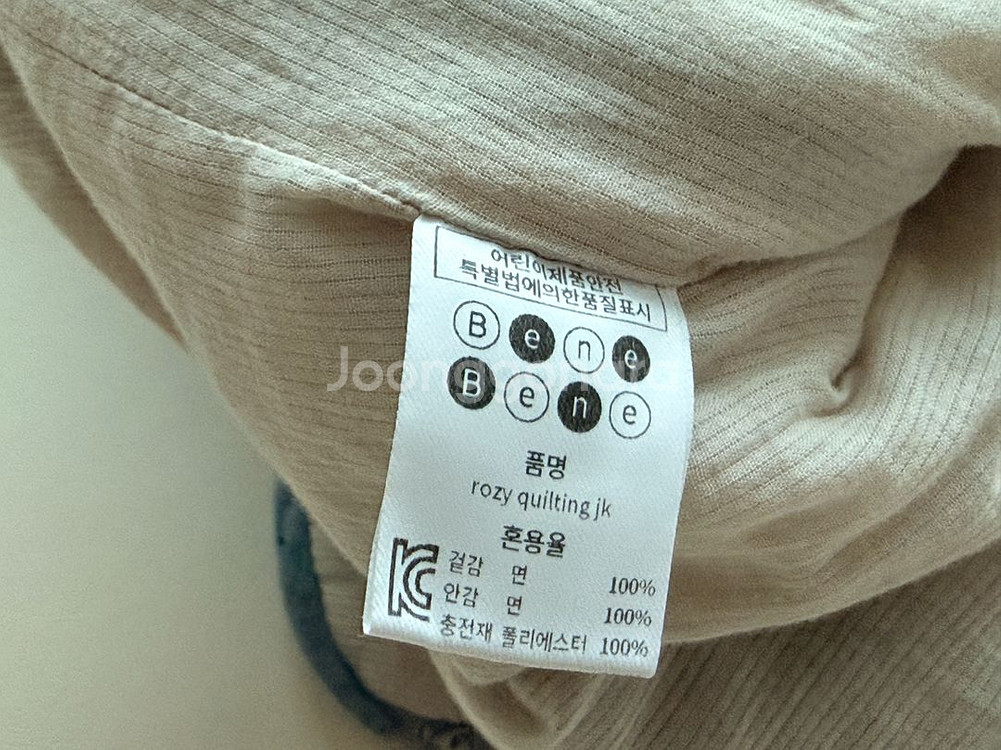 어린이제품안전
특별법에의한품질표시
Bene
Bene
품명
rozy quilting jk
혼용율
KC
겉감 면 100%
안감 면 100%
충전재 폴리에스터 100%
Joongonara